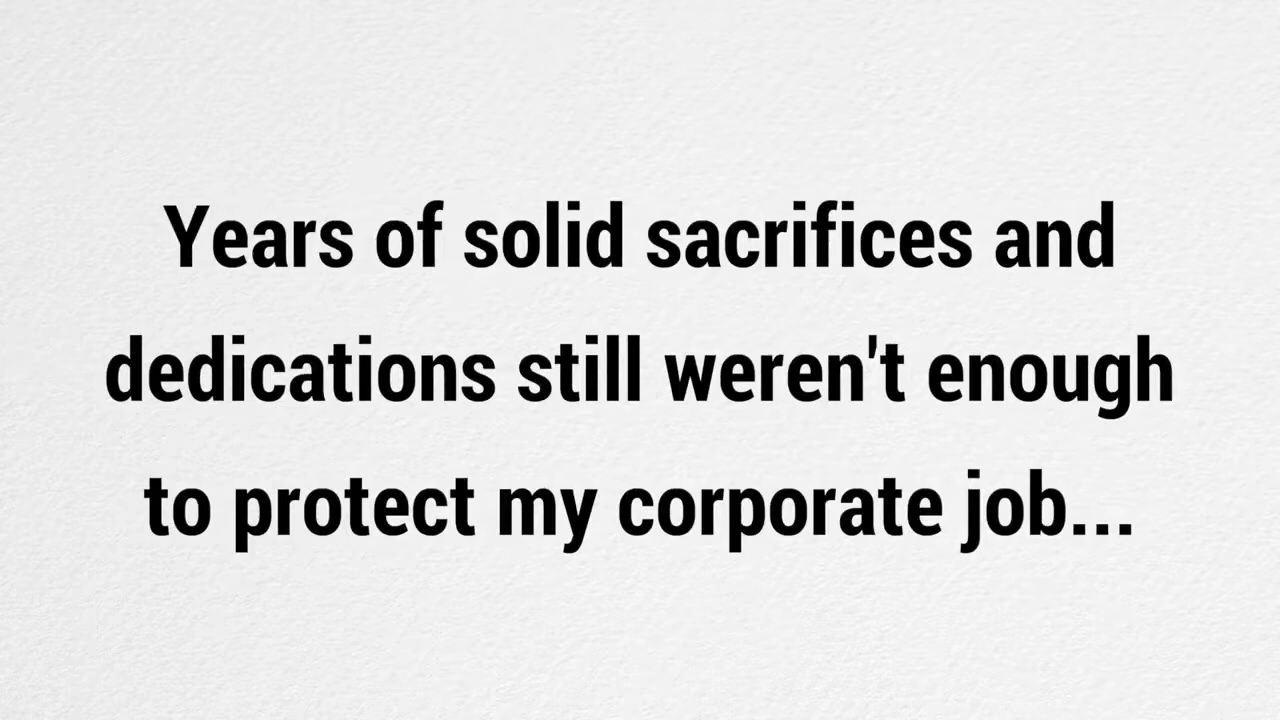 Years of solid sacrifices and
dedications still weren't enough
to protect my corporate job...